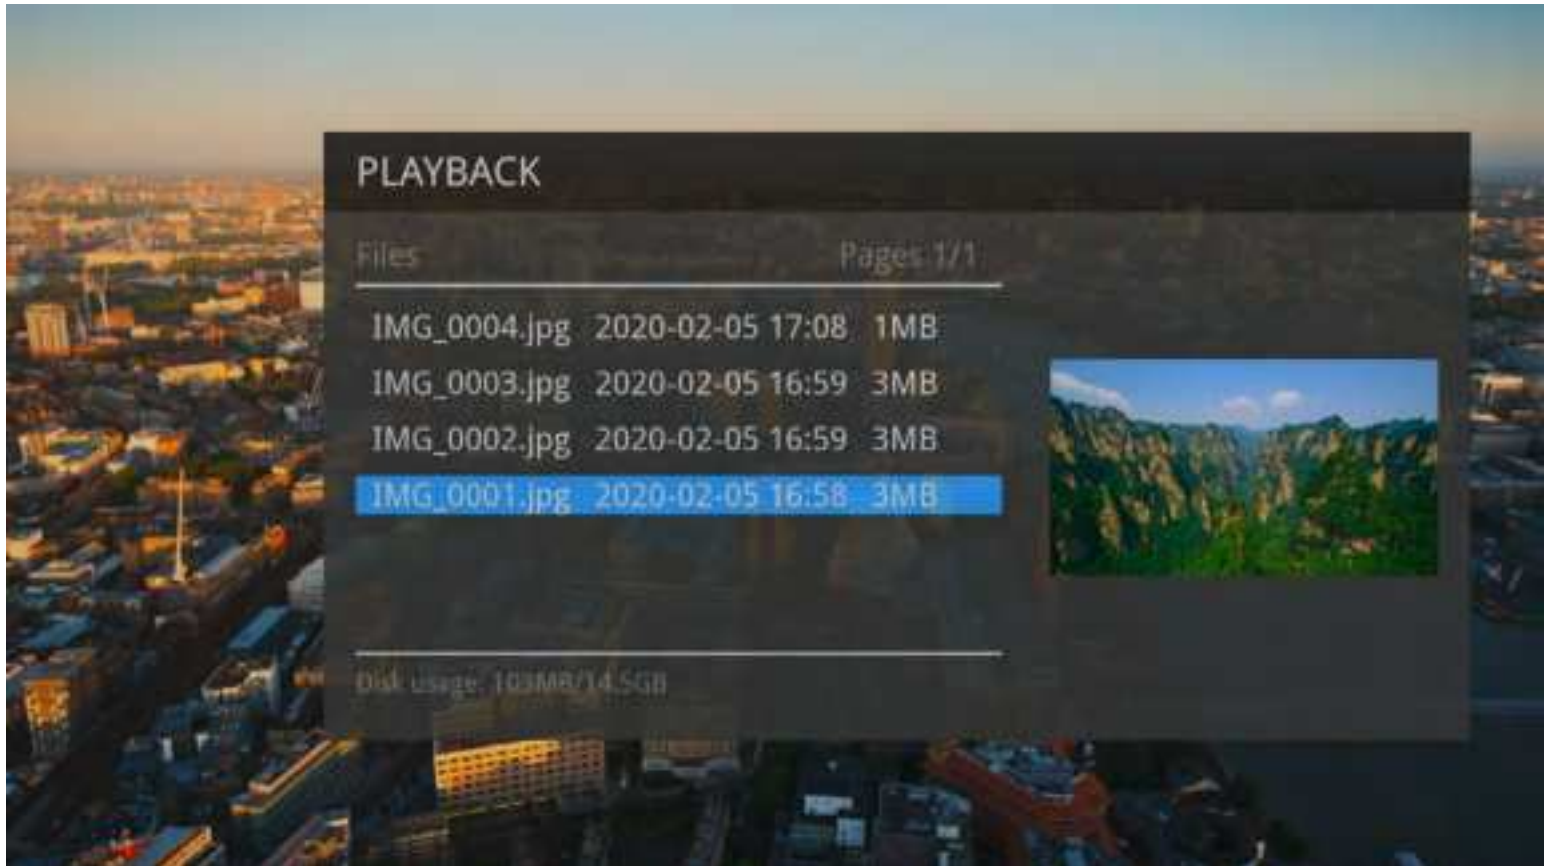 PLAYBACK
Files Pages:1/1
IMG_0004.jpg 2020-02-05 17:08 1MB
IMG_0003.jpg 2020-02-05 16:59 3MB
IMG_0002.jpg 2020-02-05 16:59 3MB
IMG_0001.jpg 2020-02-05 16:58 3MB
Disk usage: 103MB/14.5GB